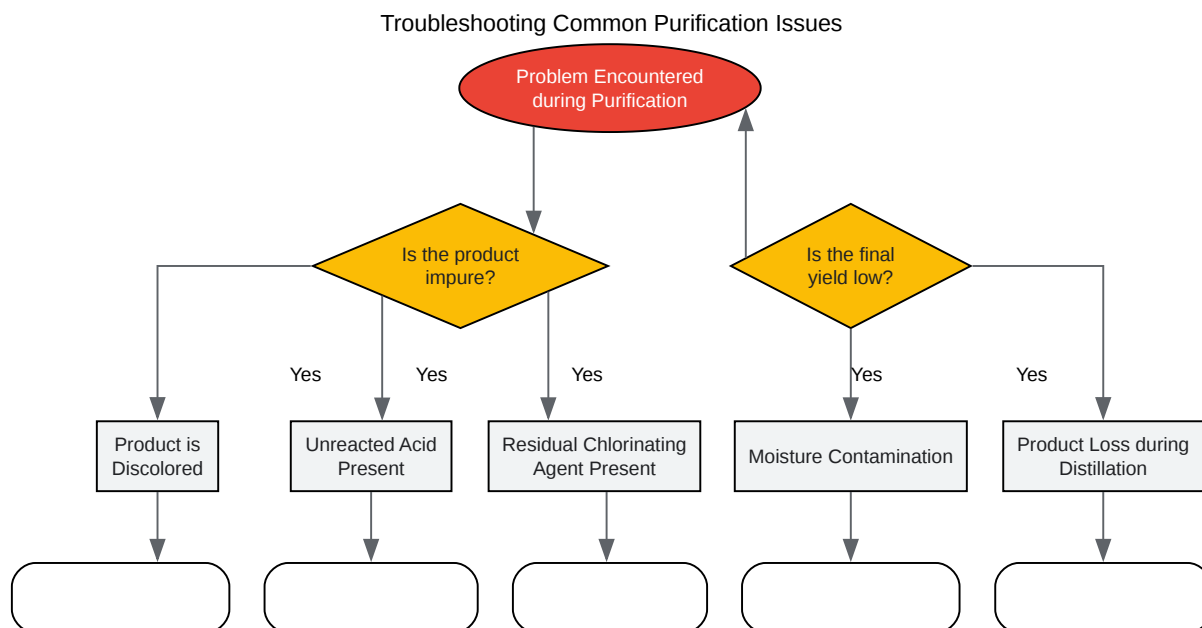 Troubleshooting Common Purification Issues
Problem Encountered
during Purification
Is the product
impure?
Is the final
yield low?
Yes
Yes
Yes
Yes
Yes
Product is
Discolored
Unreacted Acid
Present
Residual Chlorinating
Agent Present
Moisture Contamination
Product Loss during
Distillation